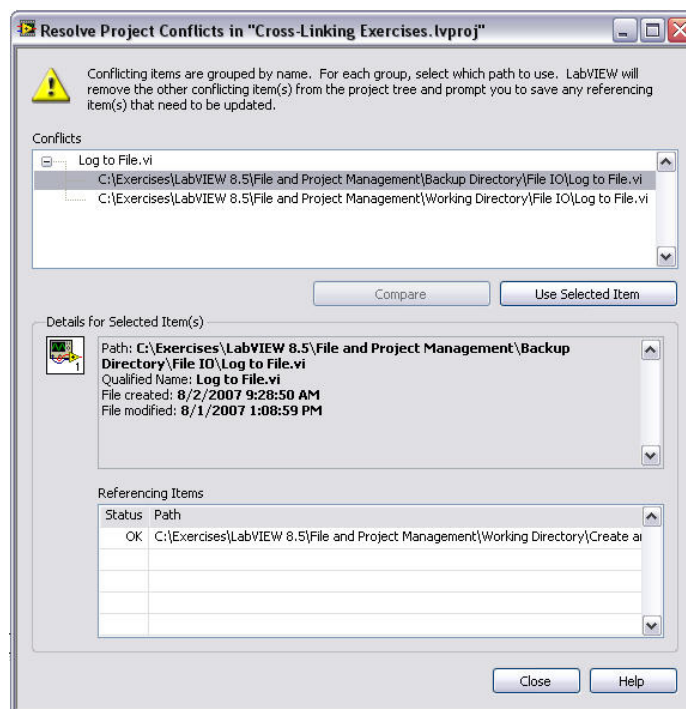 Resolve Project Conflicts in "Cross-Linking Exercises.lvproj"
Conflicting items are grouped by name. For each group, select which path to use. LabVIEW will
remove the other conflicting item(s) from the project tree and prompt you to save any referencing
item(s) that need to be updated.
Conflicts
Log to File.vi
C:\Exercises\LabVIEW 8.5\File and Project Management\Backup Directory\File IO\Log to File.vi
C:\Exercises\LabVIEW 8.5\File and Project Management\Working Directory\File IO\Log to File.vi
Compare
Use Selected Item
Details for Selected Item(s)
1
Path: C:\Exercises\LabVIEW 8.5\File and Project Management\Backup
Directory\File IO\Log to File.vi
Qualified Name: Log to File.vi
File created: 8/2/2007 9:28:50 AM
File modified: 8/1/2007 1:08:59 PM
Referencing Items
Status Path
OK C:\Exercises\LabVIEW 8.5\File and Project Management\Working Directory\Create
Close
Help